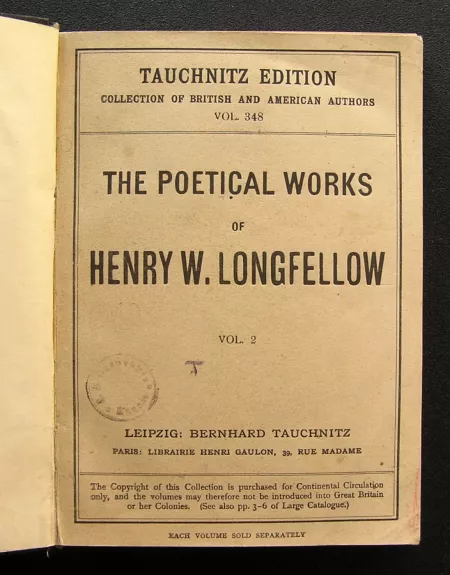 TAUCHNITZ EDITION
COLLECTION OF BRITISH AND AMERICAN AUTHORS
VOL. 348
THE POETICAL WORKS
OF
HENRY W. LONGFELLOW
VOL. 2
T
LEIPZIG: BERNHARD TAUCHNITZ
PARIS: LIBRAIRIE HENRI GAULON, 39, RUE MADAME
The Copyright of this Collection is purchased for Continental Circulation
only, and the volumes may therefore not be introduced into Great Britain
or her Colonies. (See also pp. 3-6 of Large Catalogue.)
EACH VOLUME SOLD SEPARATELY